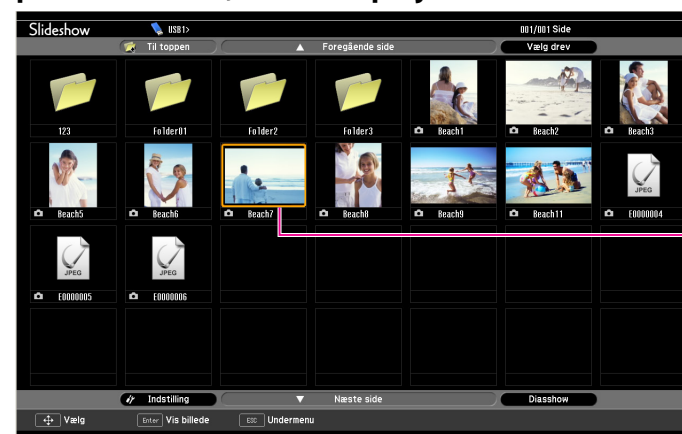 Slideshow USB1> 001/001 Side
Til toppen ▲ Foregående side Vælg drev
123 Folder01 Folder2 Folder3 Beach1 Beach2 Beach3
JPEG
Beach5 Beach6 Beach7 Beach8 Beach9 Beach11 E0000004
JPEG JPEG
E0000005 E0000006
Indstilling ▼ Næste side Diasshow
Vælg Enter Vis billede ESC Undermenu